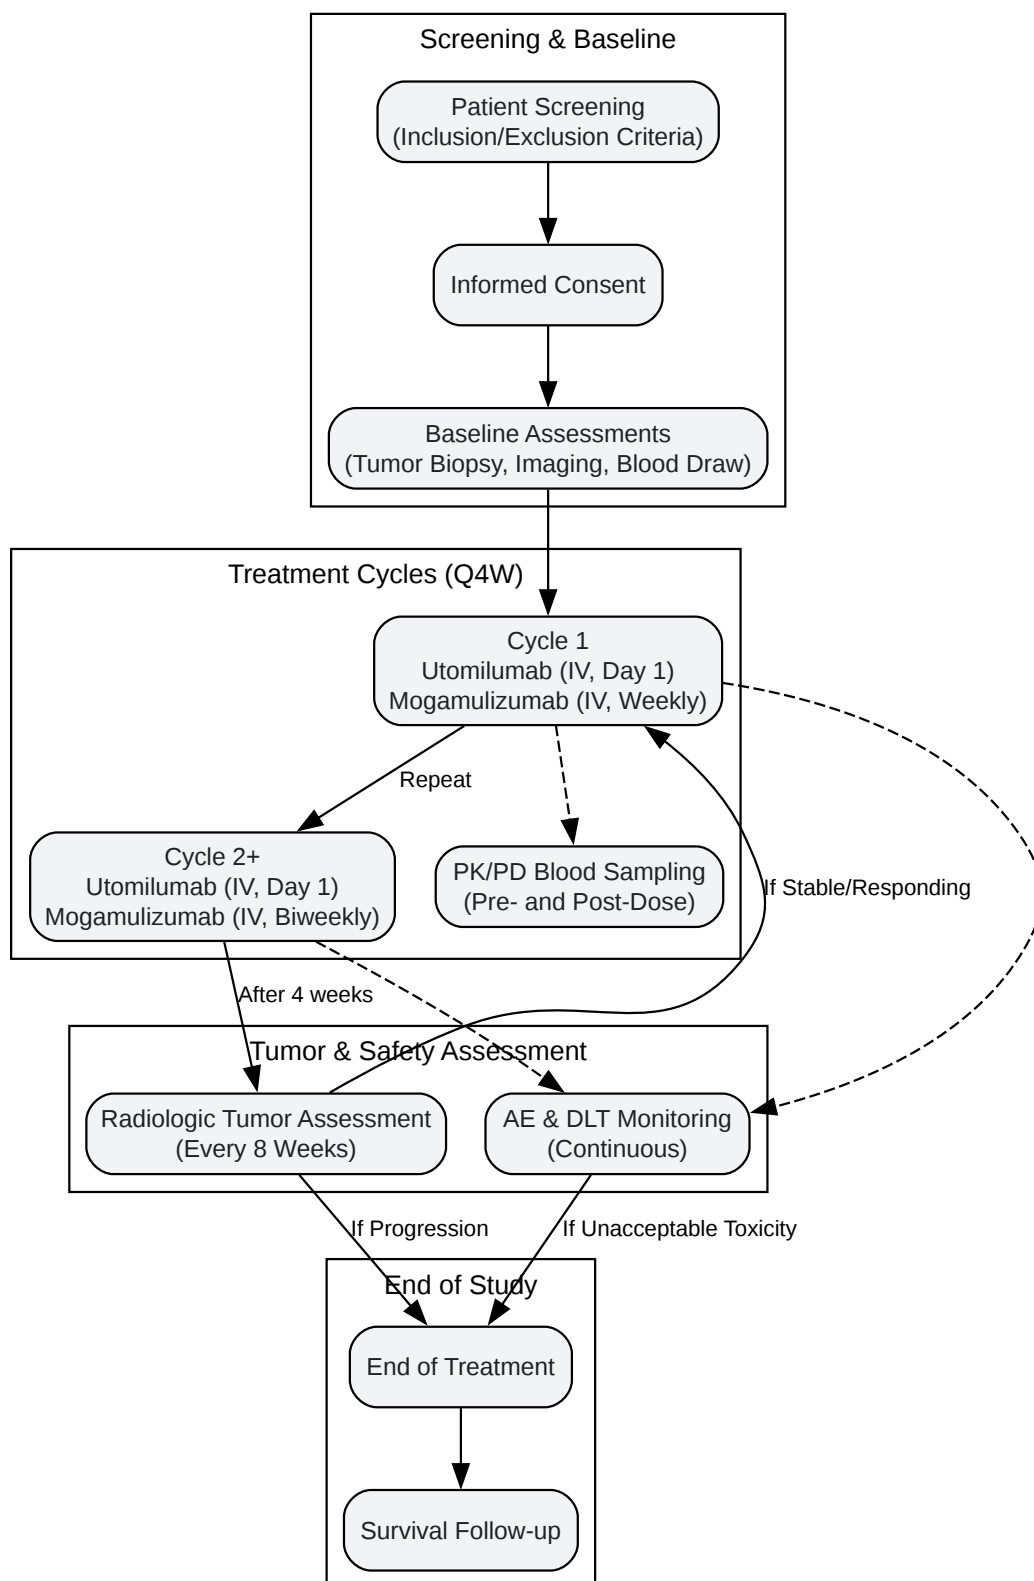 Screening & Baseline
Patient Screening
(Inclusion/Exclusion Criteria)
Informed Consent
Baseline Assessments
(Tumor Biopsy, Imaging, Blood Draw)
Treatment Cycles (Q4W)
Cycle 1
Utomilumab (IV, Day 1)
Mogamulizumab (IV, Weekly)
Repeat
Cycle 2+
Utomilumab (IV, Day 1)
Mogamulizumab (IV, Biweekly)
PK/PD Blood Sampling
(Pre- and Post-Dose)
If Stable/Responding
After 4 weeks
Tumor & Safety Assessment
Radiologic Tumor Assessment
(Every 8 Weeks)
AE & DLT Monitoring
(Continuous)
If Progression
If Unacceptable Toxicity
End of Study
End of Treatment
Survival Follow-up